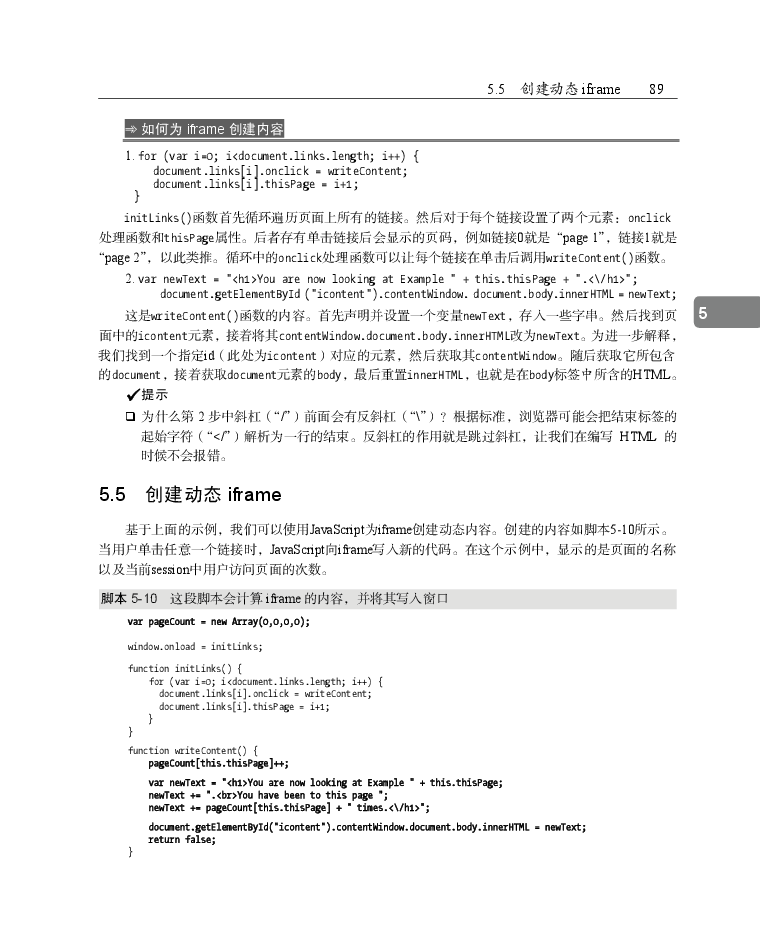 5.5 创建动态 iframe 89
如何为 iframe 创建内容
1. for (var i=0; i<document.links.length; i++) {
document.links[i].onclick = writeContent;
document.links[i].thisPage = i+1;
}
initLinks()函数首先循环遍历页面上所有的链接。然后对于每个链接设置了两个元素：onclick
处理函数和thisPage属性。后者存有单击链接后会显示的页码，例如链接0就是“page 1”，链接1就是
“page 2”，以此类推。循环中的onclick处理函数可以让每个链接在单击后调用writeContent()函数。
2. var newText = "<h1>You are now looking at Example " + this.thisPage + ".<\/h1>";
document.getElementById ("icontent").contentWindow. document.body.innerHTML = newText;
这是writeContent()函数的内容。首先声明并设置一个变量newText，存入一些字串。然后找到页
5
面中的icontent元素，接着将其contentWindow.document.body.innerHTML改为newText。为进一步解释，
我们找到一个指定id（此处为icontent）对应的元素，然后获取其contentWindow。随后获取它所包含
的document，接着获取document元素的body，最后重置innerHTML，也就是在body标签中所含的HTML。
✓提示
❑ 为什么第 2 步中斜杠（“/”）前面会有反斜杠（“\”）？根据标准，浏览器可能会把结束标签的
起始字符（“</”）解析为一行的结束。反斜杠的作用就是跳过斜杠，让我们在编写 HTML 的
时候不会报错。
5.5 创建动态 iframe
基于上面的示例，我们可以使用JavaScript为iframe创建动态内容。创建的内容如脚本5-10所示。
当用户单击任意一个链接时，JavaScript向iframe写入新的代码。在这个示例中，显示的是页面的名称
以及当前session中用户访问页面的次数。
脚本 5-10 这段脚本会计算 iframe 的内容，并将其写入窗口
var pageCount = new Array(0,0,0,0);
window.onload = initLinks;
function initLinks() {
for (var i=0; i<document.links.length; i++) {
document.links[i].onclick = writeContent;
document.links[i].thisPage = i+1;
}
}
function writeContent() {
pageCount[this.thisPage]++;
var newText = "<h1>You are now looking at Example " + this.thisPage;
newText += ".<br>You have been to this page ";
newText += pageCount[this.thisPage] + " times.<\/h1>";
document.getElementById("icontent").contentWindow.document.body.innerHTML = newText;
return false;
}